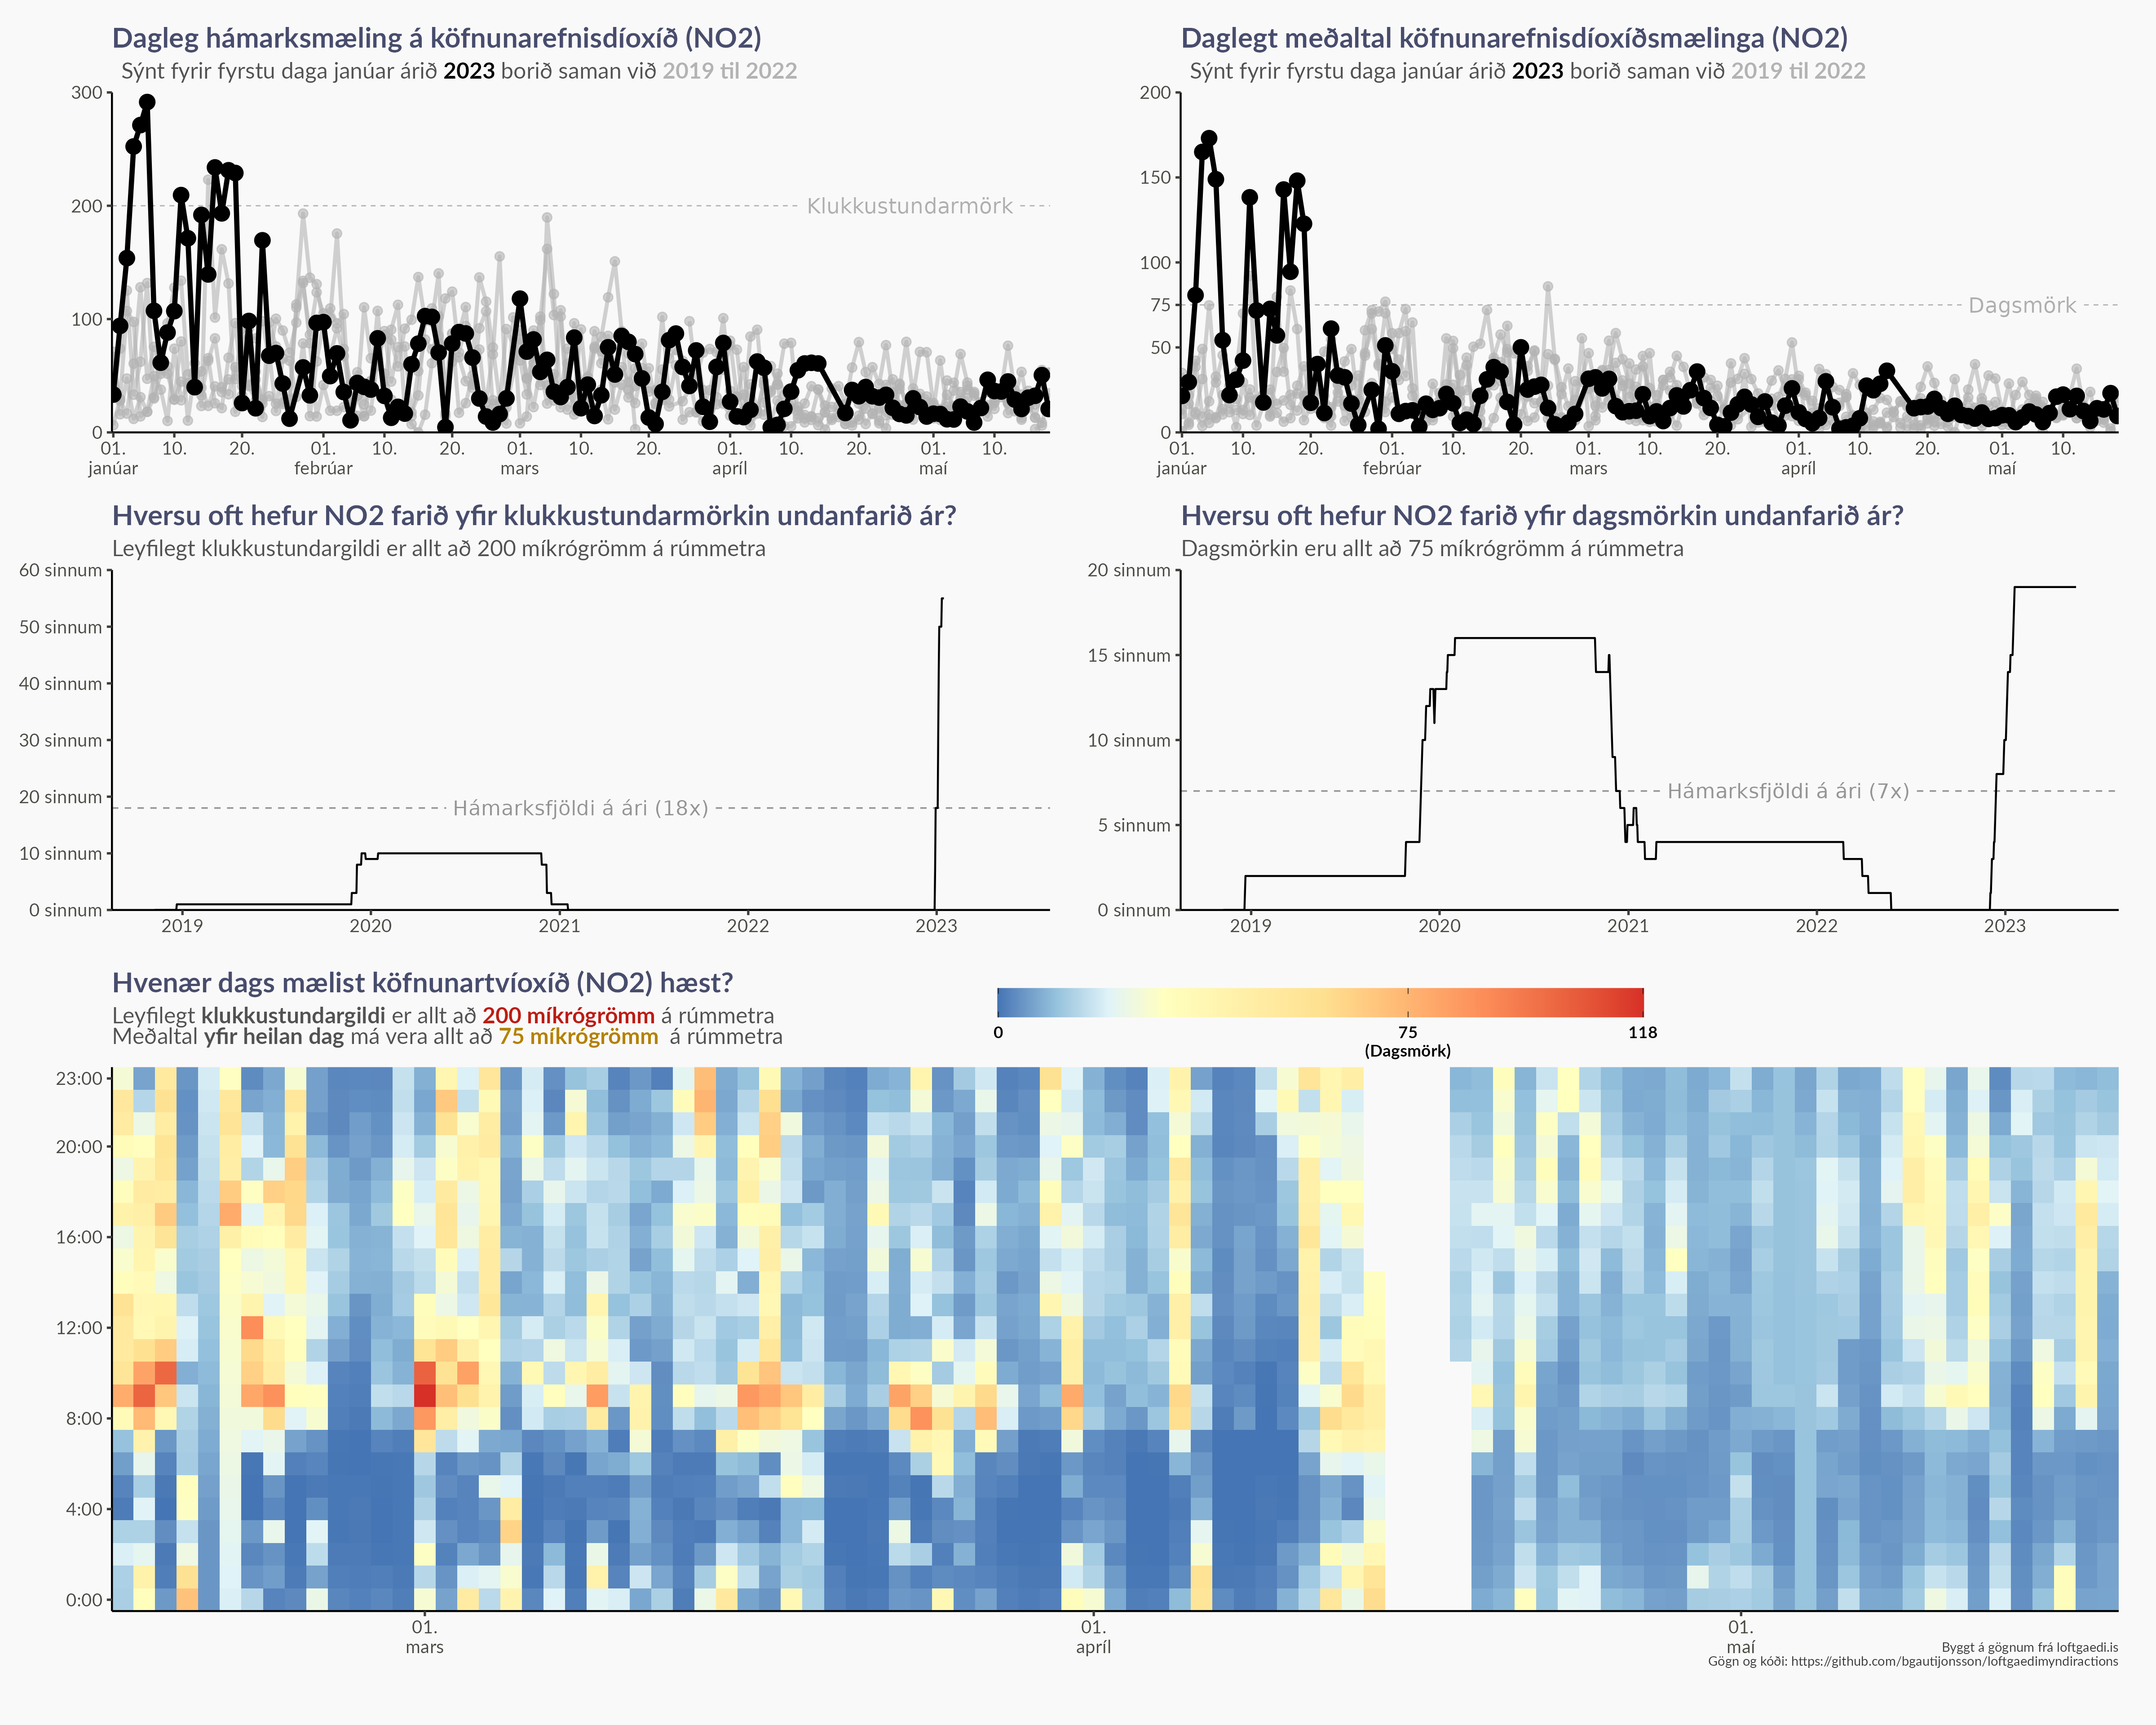 Dagleg hámarksmæling á köfnunarefnisdíoxíð (NO2)
Sýnt fyrir fyrstu daga janúar árið 2023 borið saman við 2019 til 2022
300
200
100
0
Klukkustundarmörk
01. 10. 20. 01. 10. 20. 01. 10. 20. 01. 10. 20. 01. 10.
janúar febrúar mars apríl maí
Daglegt meðaltal köfnunarefnisdíoxíðsmælinga (NO2)
Sýnt fyrir fyrstu daga janúar árið 2023 borið saman við 2019 til 2022
200
150
100
75
50
0
Dagsmörk
01. 10. 20. 01. 10. 20. 01. 10. 20. 01. 10. 20. 01. 10.
janúar febrúar mars apríl maí
Hversu oft hefur NO2 farið yfir klukkustundarmörkin undanfarið ár?
Leyfilegt klukkustundargildi er allt að 200 míkrógrömm á rúmmetra
60 sinnum
50 sinnum
40 sinnum
30 sinnum
20 sinnum
10 sinnum
0 sinnum
Hámarksfjöldi á ári (18x)
2019 2020 2021 2022 2023
Hversu oft hefur NO2 farið yfir dagsmörkin undanfarið ár?
Dagsmörkin eru allt að 75 míkrógrömm á rúmmetra
20 sinnum
15 sinnum
10 sinnum
5 sinnum
0 sinnum
Hámarksfjöldi á ári (7x)
2019 2020 2021 2022 2023
Hvenær dags mælist köfnunartvíoxíð (NO2) hæst?
Leyfilegt klukkustundargildi er allt að 200 míkrógrömm á rúmmetra
Meðaltal yfir heilan dag má vera allt að 75 míkrógrömm á rúmmetra
0 75 118
(Dagsmörk)
23:00
20:00
16:00
12:00
8:00
4:00
0:00
01. 01. 01.
mars apríl maí
Byggt á gögnum frá loftgaedi.is
Gögn og kóði: https://github.com/bgautijonsson/loftgaedimyndiractions